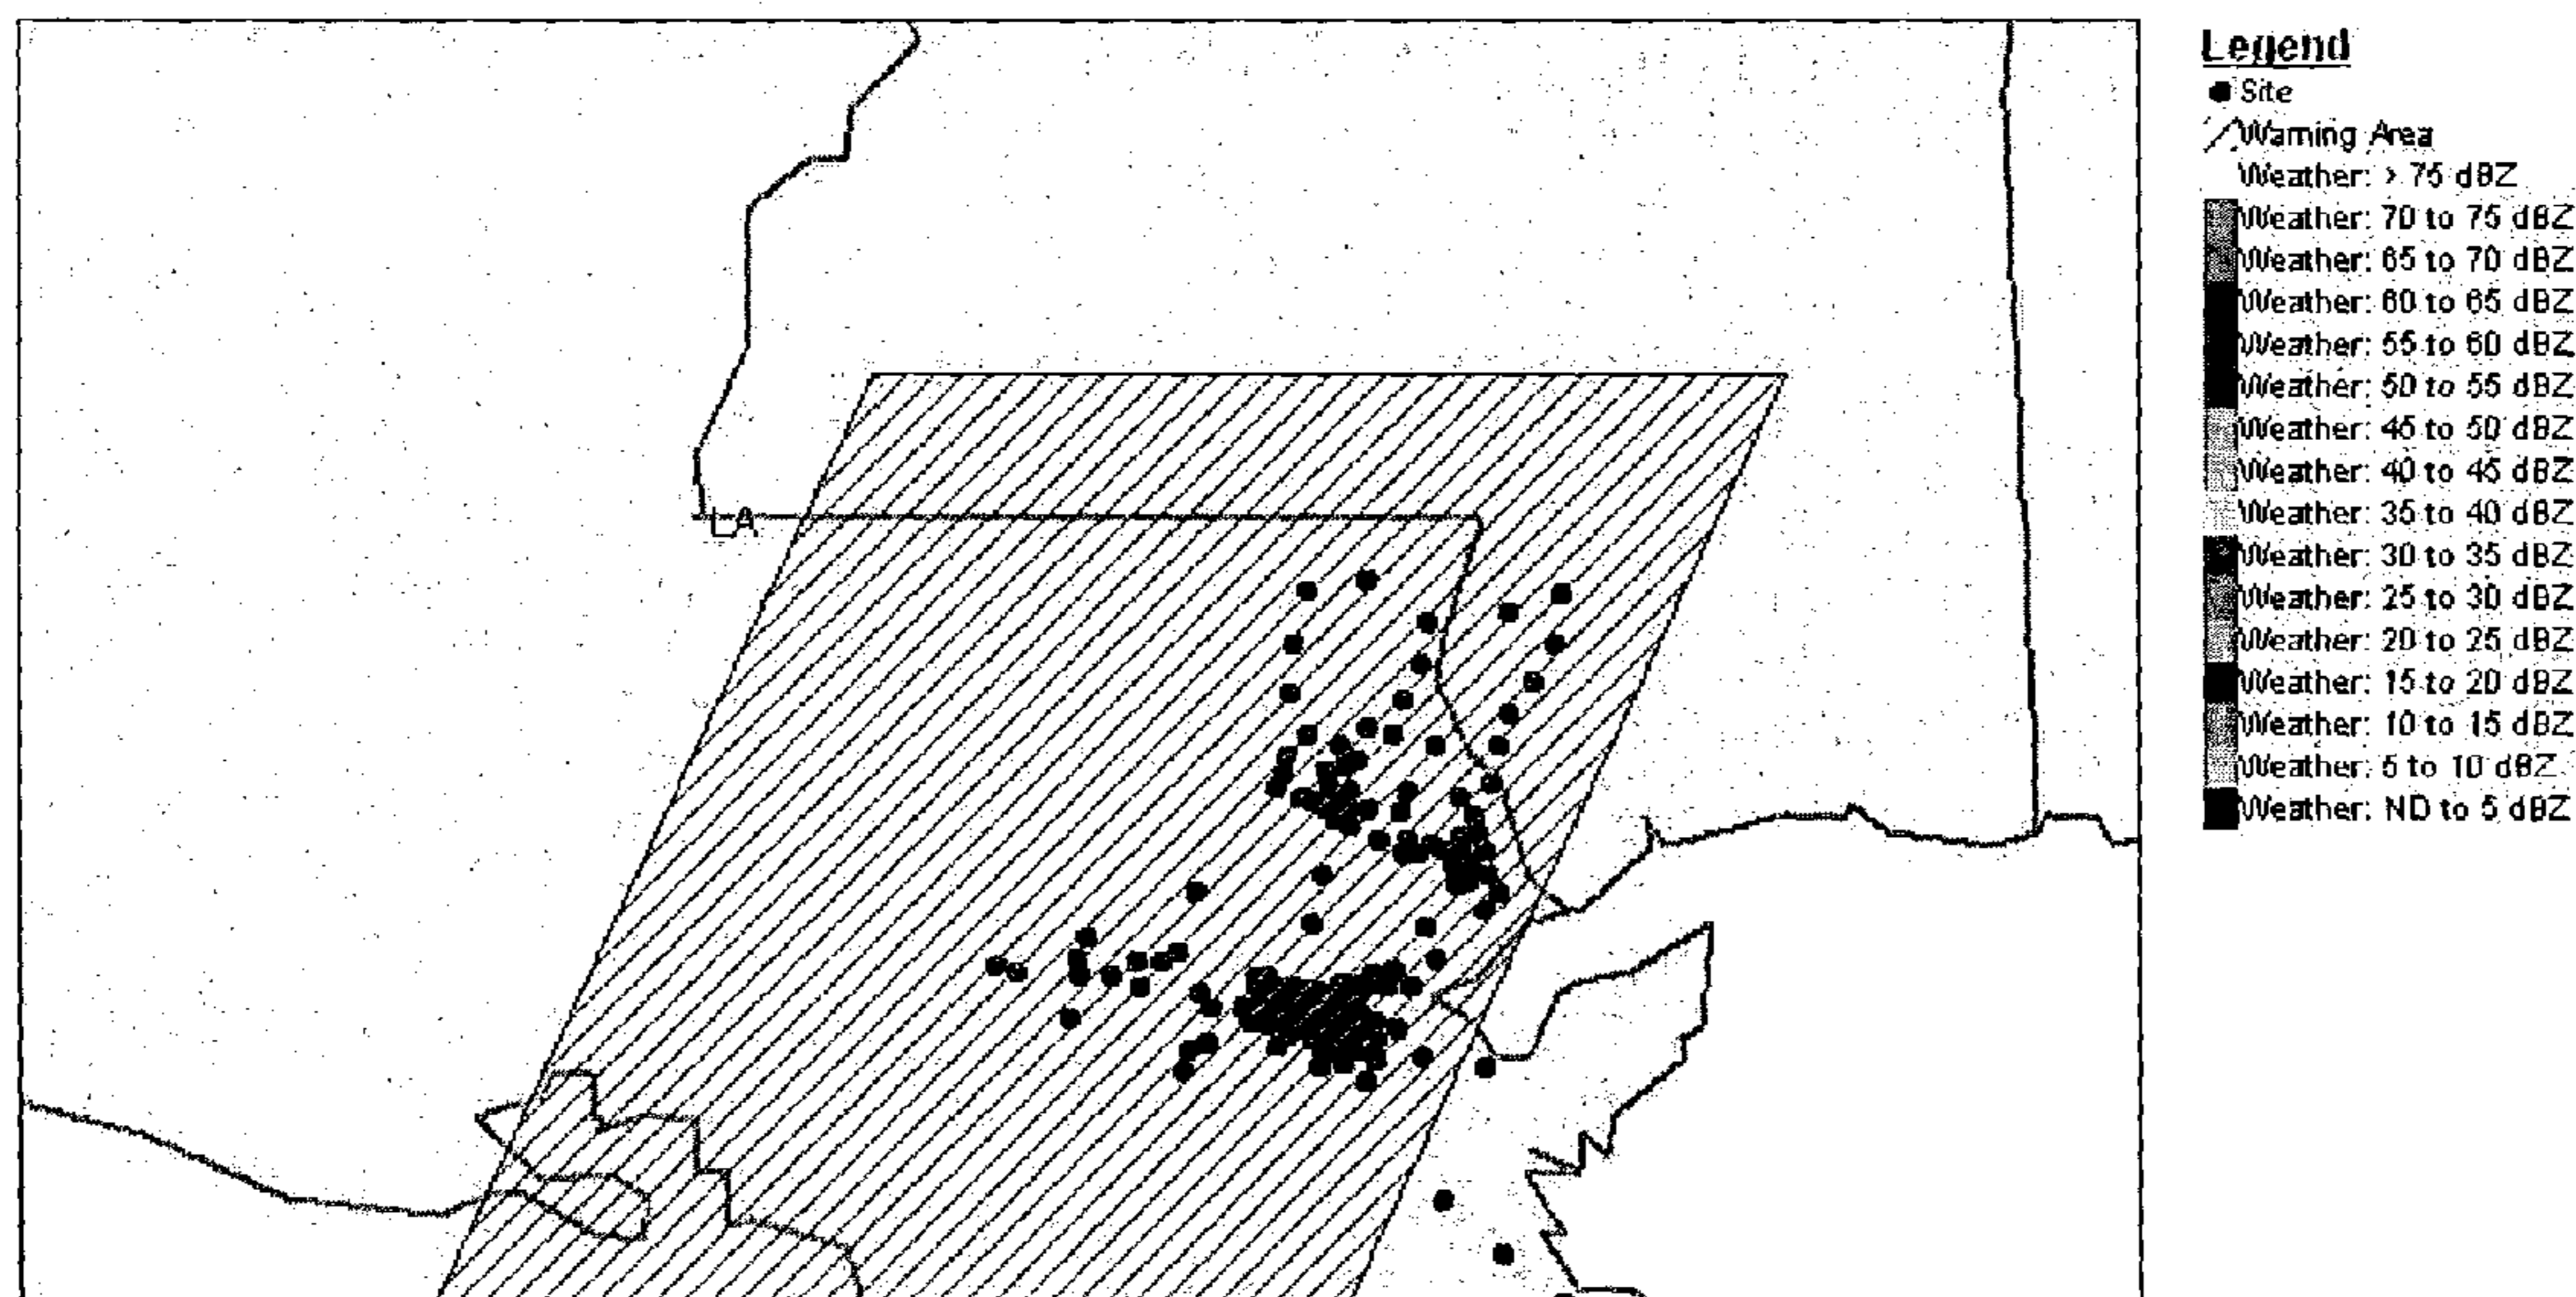 LA
Legend
Site
Warning Area
Weather: > 75 dBZ
Weather: 70 to 75 dBZ
Weather: 65 to 70 dBZ
Weather: 60 to 65 dBZ
Weather: 55 to 60 dBZ
Weather: 50 to 55 dBZ
Weather: 45 to 50 dBZ
Weather: 40 to 45 dBZ
Weather: 35 to 40 dBZ
Weather: 30 to 35 dBZ
Weather: 25 to 30 dBZ
Weather: 20 to 25 dBZ
Weather: 15 to 20 dBZ
Weather: 10 to 15 dBZ
Weather: 5 to 10 dBZ
Weather: ND to 5 dBZ